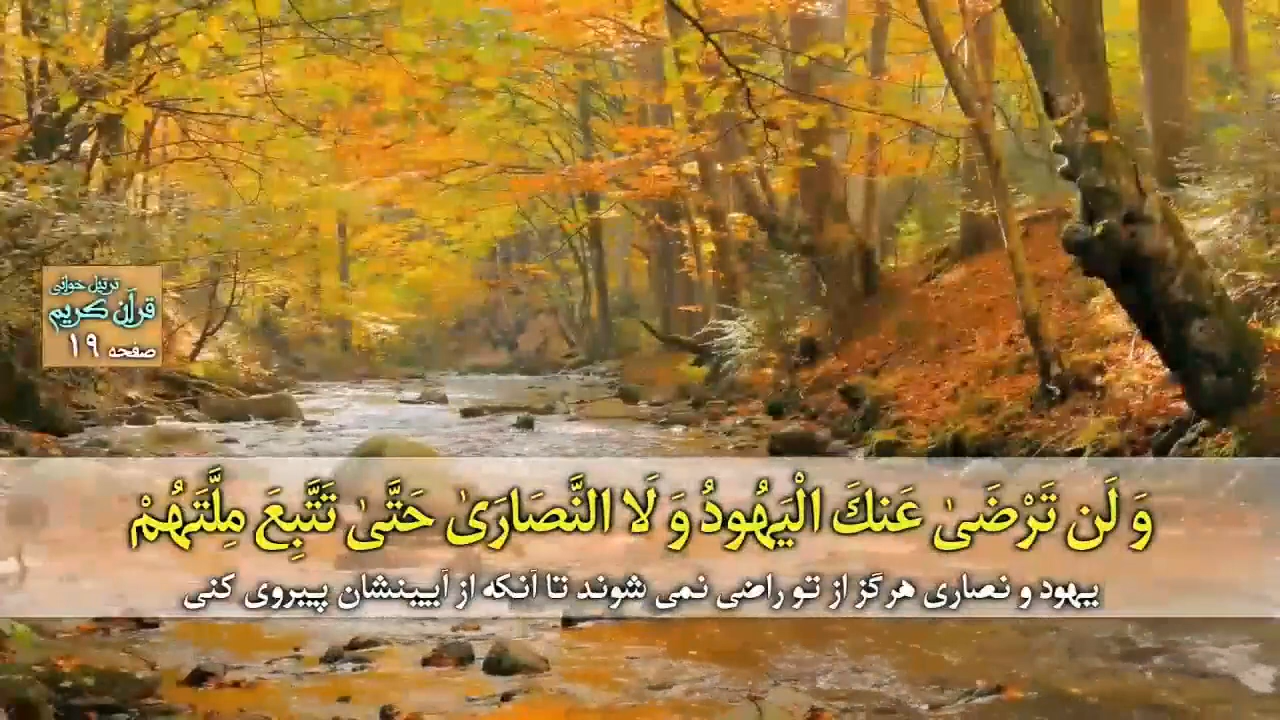 ترتیل خوانی
قرآن کریم
صفحه ۱۹
وَ لَن تَرْضَىٰ عَنكَ الْيَهُودُ وَ لَا النَّصَارَىٰ حَتَّىٰ تَتَّبِعَ مِلَّتَهُمْ
یهود و نصاری هرگز از تو راضی نمی شوند تا آنکه از آیینشان پیروی کنی